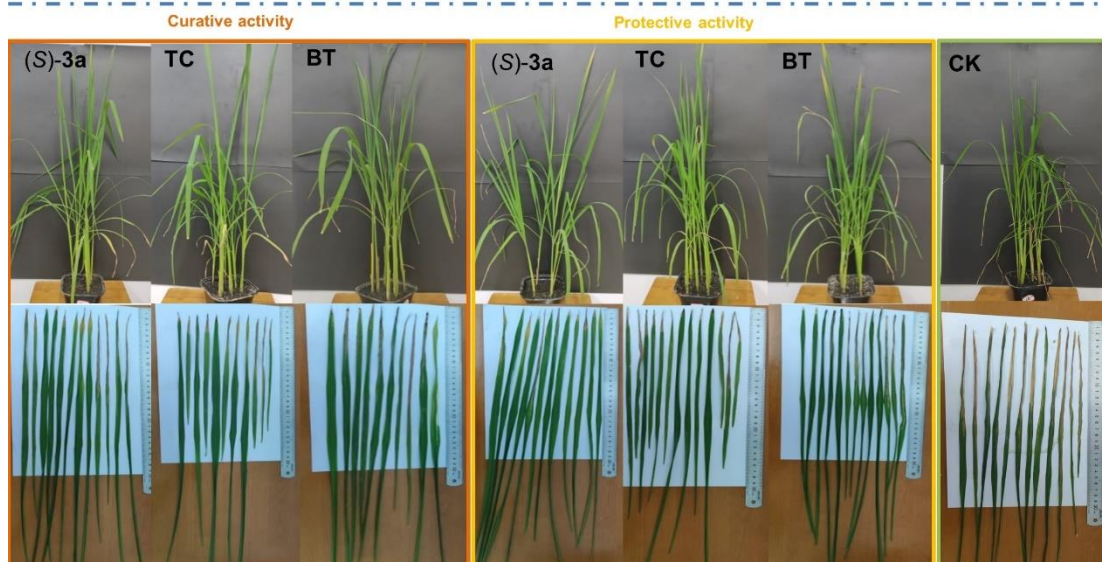 Curative activity
Protective activity
(S)-3a
TC
BT
(S)-3a
TC
BT
CK